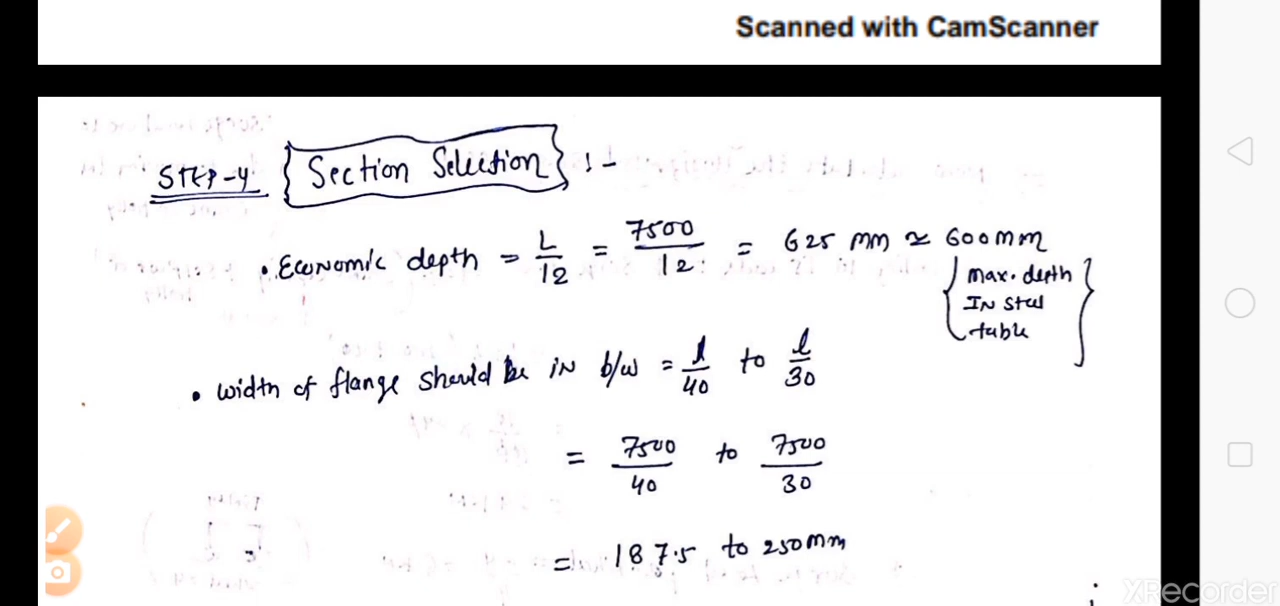 Scanned with CamScanner
STEP-4 {Section Selection} :-
• Economic depth = L/12 = 7500/12 = 625 mm ≈ 600mm
{max. depth
IN steel
table}
• width of flange should be in b/w = l/40 to l/30
= 7500/40 to 7500/30
= 187.5 to 250mm
XRecorder